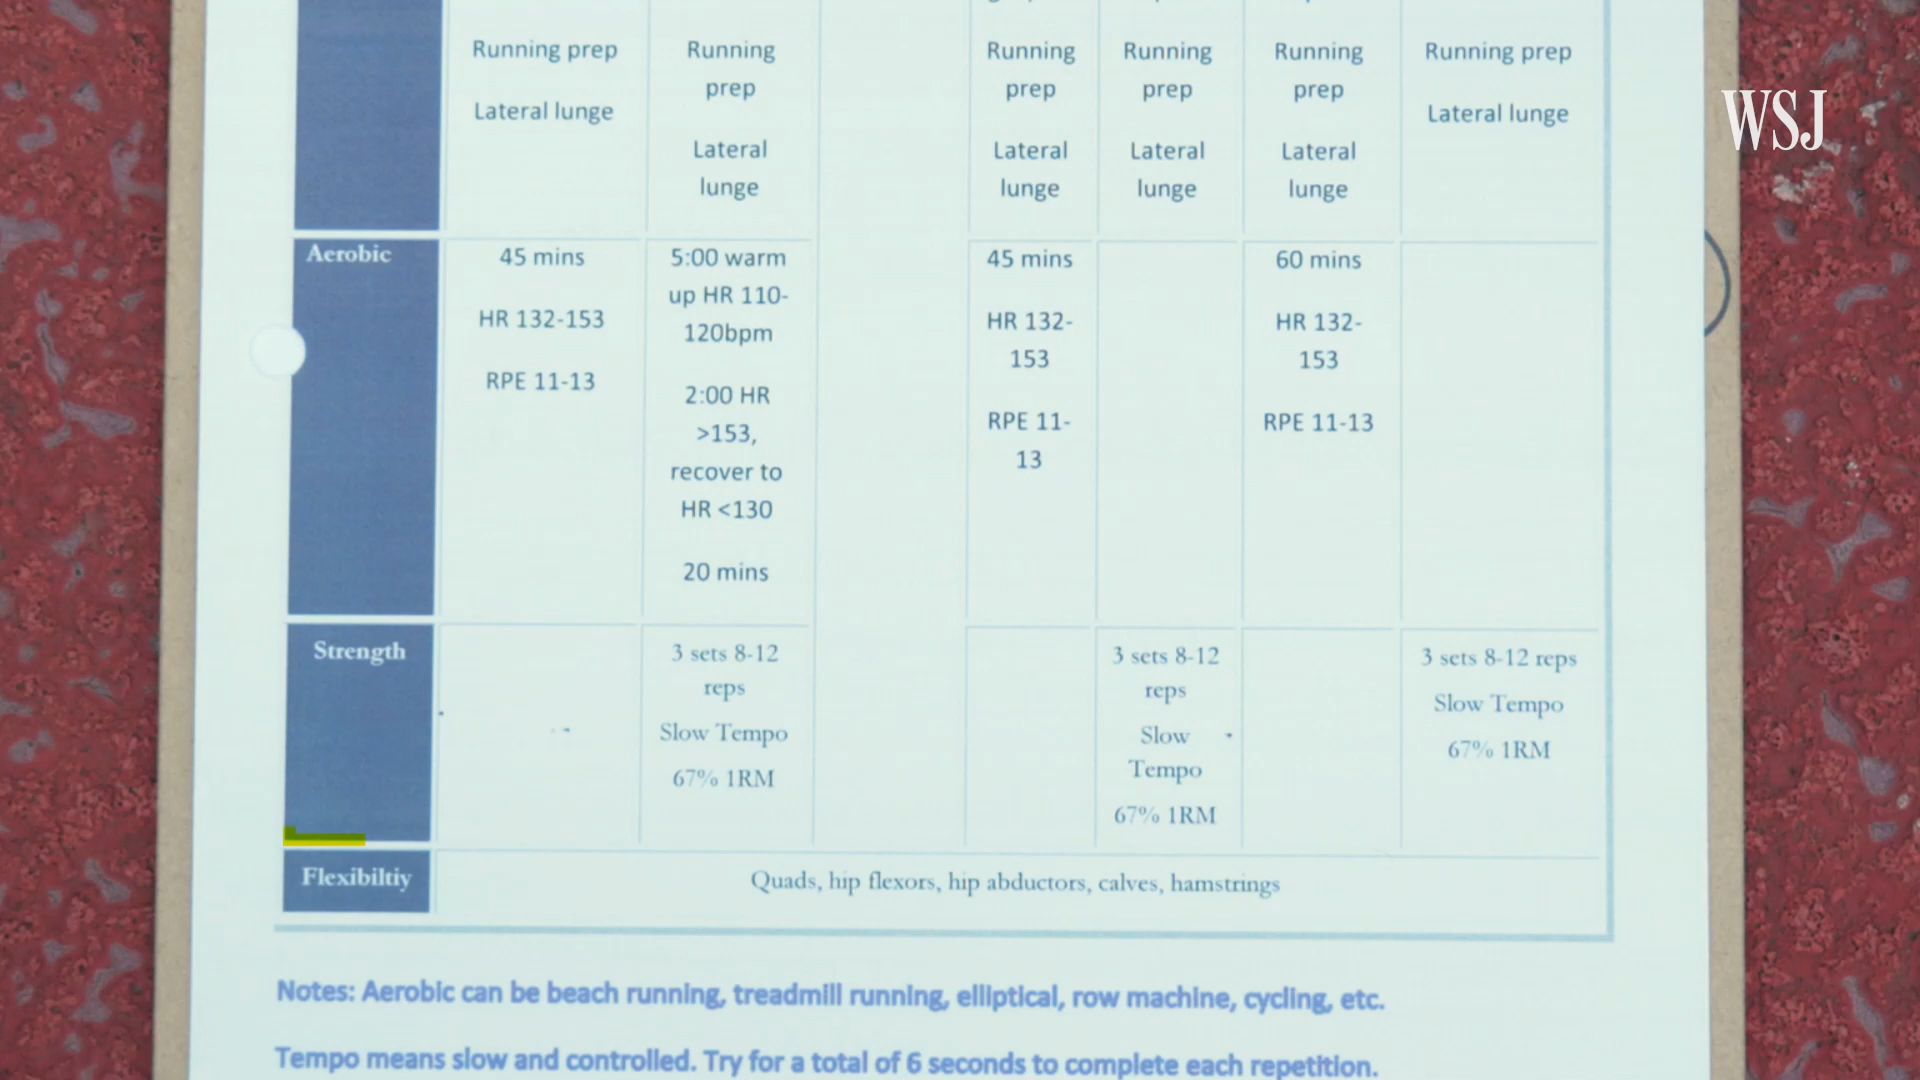 Running prep
Lateral lunge
Running
prep
Lateral
lunge
Running
prep
Lateral
lunge
Running
prep
Lateral
lunge
Running
prep
Lateral
lunge
Running prep
Lateral lunge
WSJ
Aerobic
45 mins
HR 132-153
RPE 11-13
5:00 warm
up HR 110-
120bpm
2:00 HR
>153,
recover to
HR <130
20 mins
45 mins
HR 132-
153
RPE 11-
13
60 mins
HR 132-
153
RPE 11-13
Strength
3 sets 8-12
reps
Slow Tempo
67% 1RM
3 sets 8-12
reps
Slow
Tempo
67% 1RM
3 sets 8-12 reps
Slow Tempo
67% 1RM
Flexibiltiy
Quads, hip flexors, hip abductors, calves, hamstrings
Notes: Aerobic can be beach running, treadmill running, elliptical, row machine, cycling, etc.
Tempo means slow and controlled. Try for a total of 6 seconds to complete each repetition.